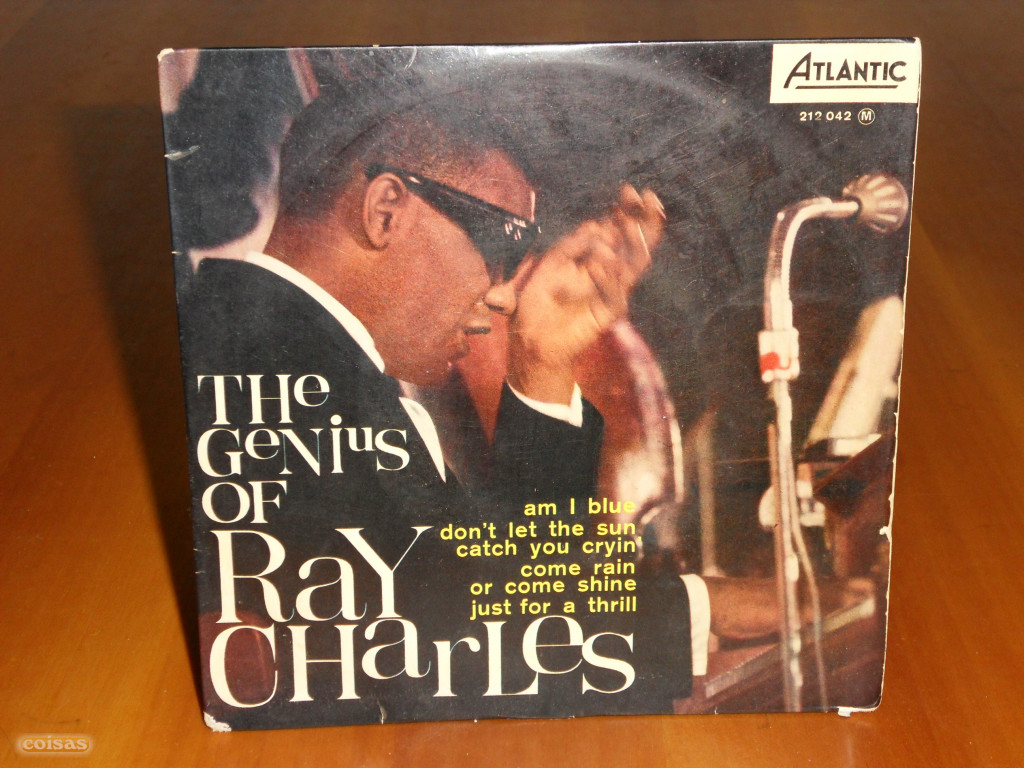 ATLANTIC
212 042 M
THe
GeNiuS
OF
RaY
CHarLeS
am I blue
don't let the sun
catch you cryin
come rain
or come shine
just for a thrill
coisas